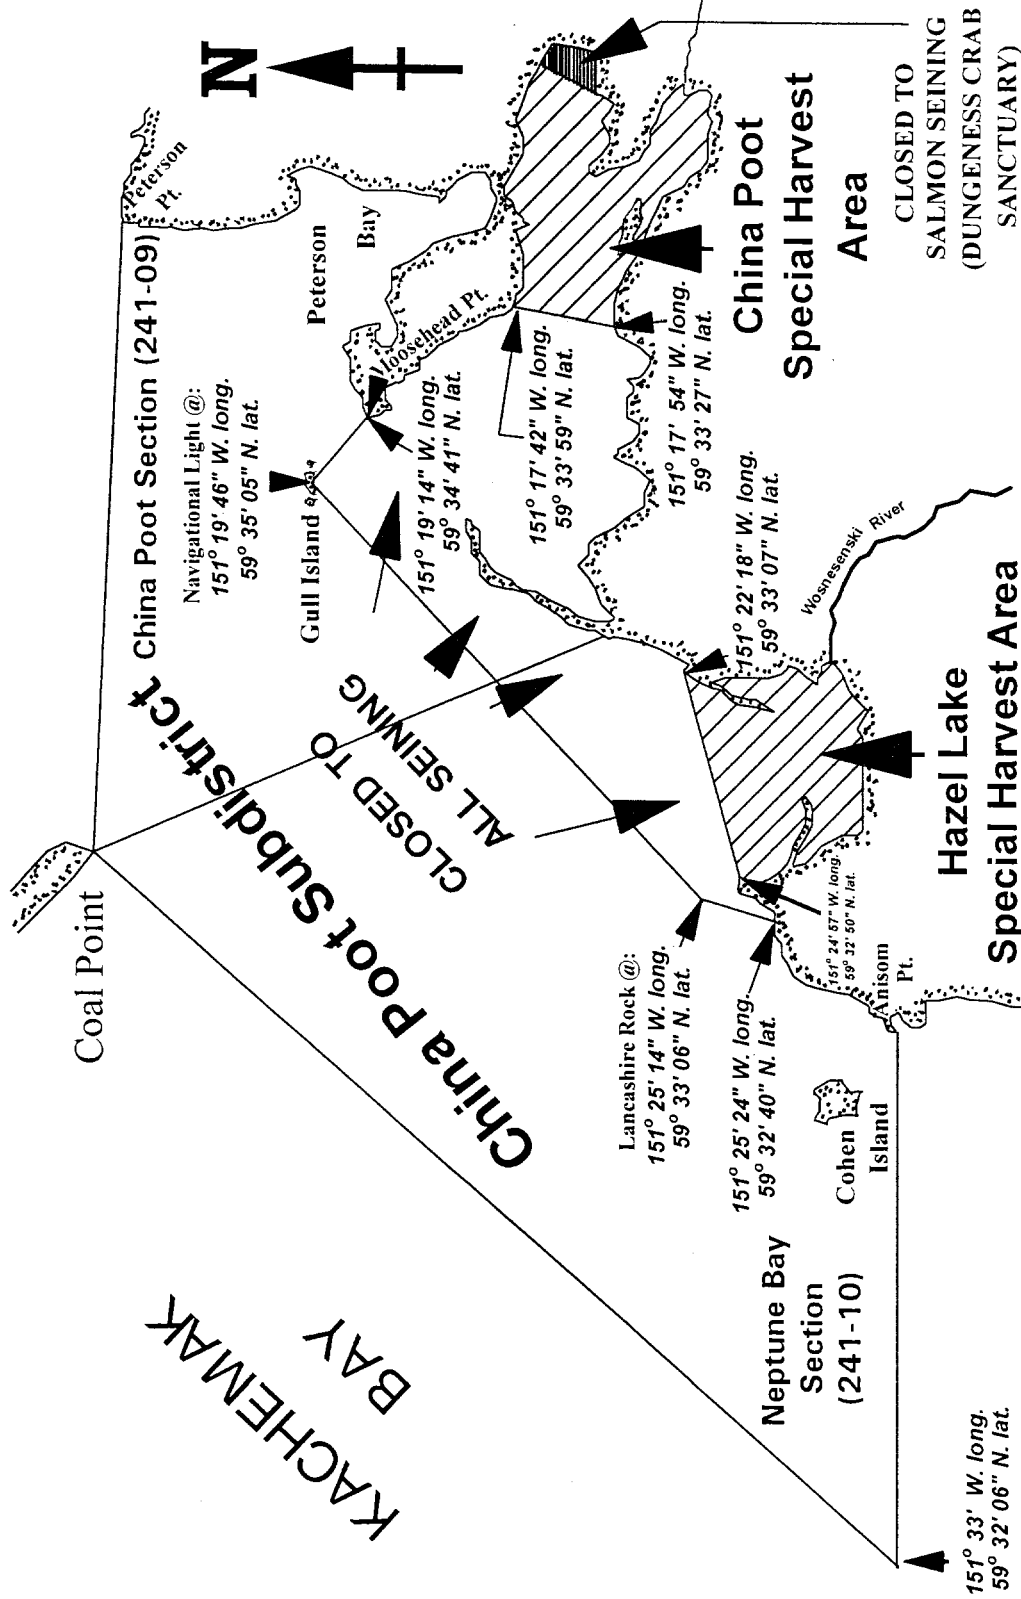 N
Coal Point
Peterson
Pt.
China Poot Section (241-09)
Navigational Light @:
151° 19' 46" W. long.
59° 35' 05" N. lat.
Gull Island
Peterson
Bay
Moosehead Pt.
151° 19' 14" W. long.
59° 34' 41" N. lat.
151° 17' 42" W. long.
59° 33' 59" N. lat.
151° 17' 54" W. long.
59° 33' 27" N. lat.
China Poot
Special Harvest
Area
CLOSED TO
SALMON SEINING
(DUNGENESS CRAB
SANCTUARY)
China Poot Subdistrict
CLOSED TO
ALL SEINING
KACHEMAK
BAY
151° 22' 18" W. long.
59° 33' 07" N. lat.
Wosnesenski River
Hazel Lake
Special Harvest Area
Lancashire Rock @:
151° 25' 14" W. long.
59° 33' 06" N. lat.
151° 25' 24" W. long.
59° 32' 40" N. lat.
151° 24' 57" W. long.
59° 32' 50" N. lat.
Anisom
Pt.
Cohen
Island
Neptune Bay
Section
(241-10)
151° 33' W. long.
59° 32' 06" N. lat.